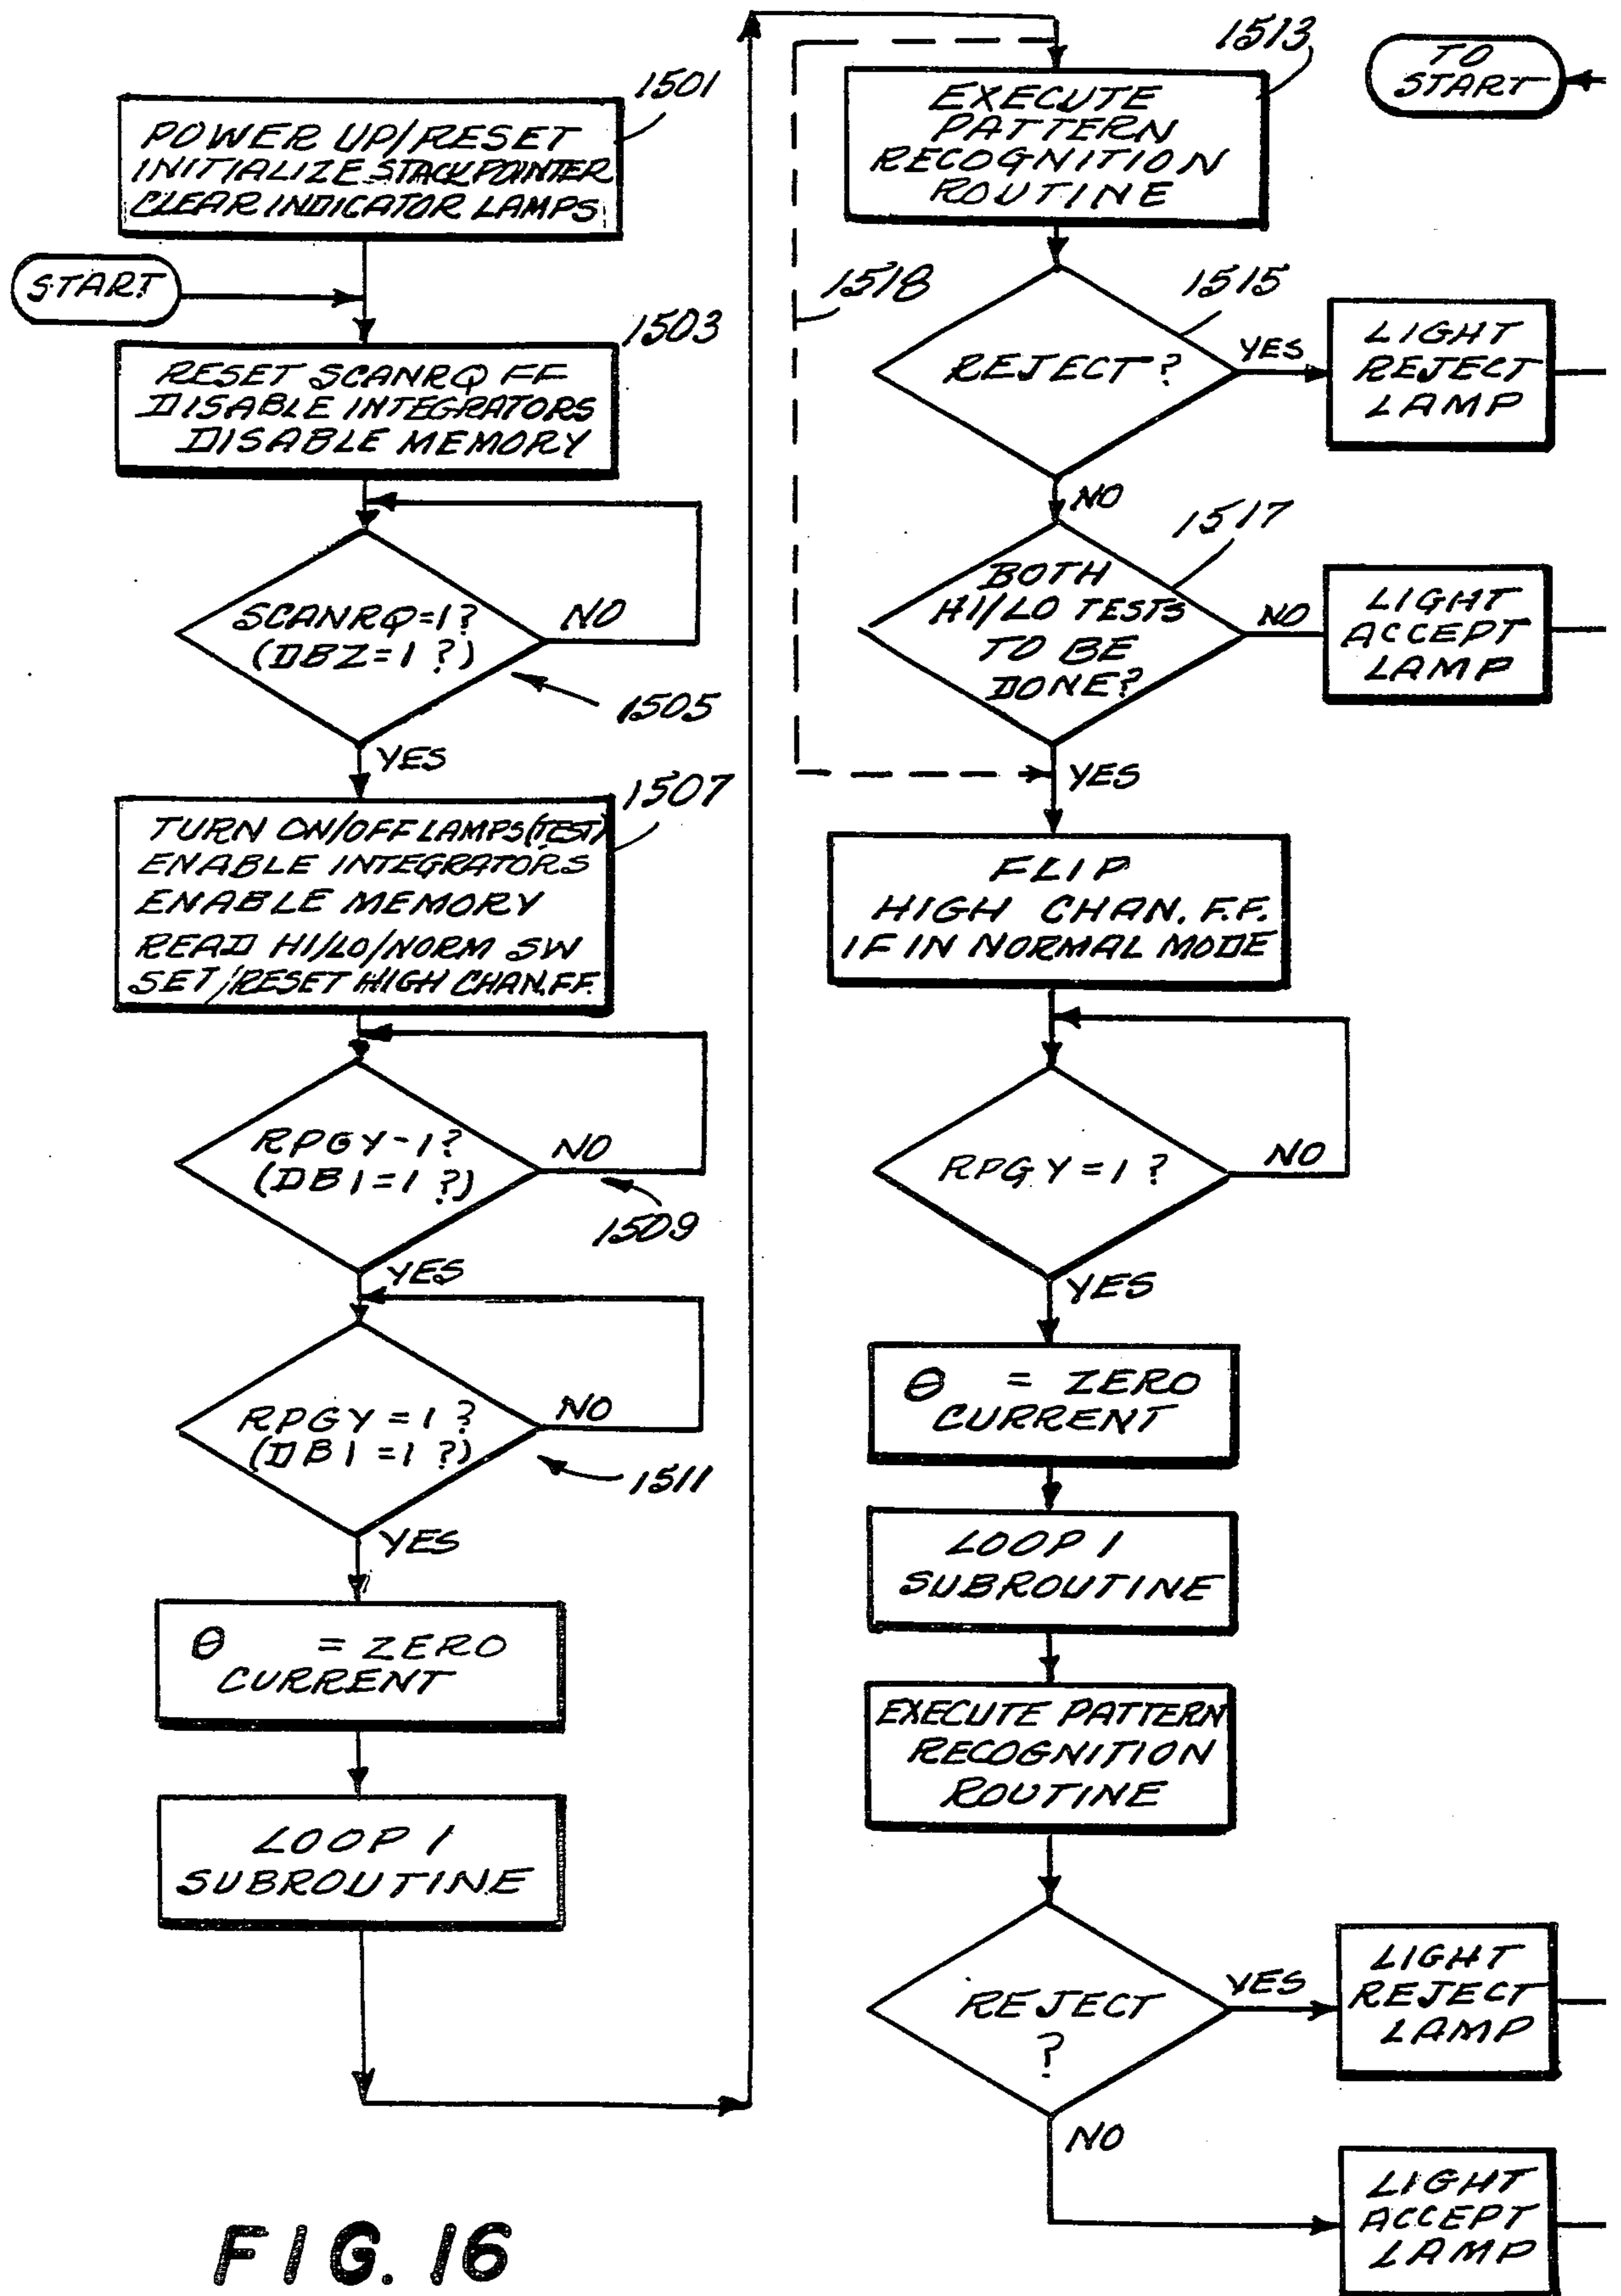 1501
POWER UP/RESET
INITIALIZE STACK POINTER
CLEAR INDICATOR LAMPS
START
1503
RESET SCANRQ FF
DISABLE INTEGRATORS
DISABLE MEMORY
SCANRQ=1?
(DBZ=1?)
NO
1505
YES
1507
TURN ON/OFF LAMPS (TEST)
ENABLE INTEGRATORS
ENABLE MEMORY
READ HI/LO/NORM SW
SET/RESET HIGH CHAN. F.F.
RPGY-1?
(DB1=1?)
NO
1509
YES
RPGY=1?
(DB1=1?)
NO
1511
YES
θ = ZERO
CURRENT
LOOP 1
SUBROUTINE
1513
EXECUTE
PATTERN
RECOGNITION
ROUTINE
TO
START
1518
1515
REJECT?
YES
LIGHT
REJECT
LAMP
NO
1517
BOTH
HI/LO TESTS
TO BE
DONE?
NO
LIGHT
ACCEPT
LAMP
YES
FLIP
HIGH CHAN. F.F.
IF IN NORMAL MODE
RPGY=1?
NO
YES
θ = ZERO
CURRENT
LOOP 1
SUBROUTINE
EXECUTE PATTERN
RECOGNITION
ROUTINE
REJECT
?
YES
LIGHT
REJECT
LAMP
NO
LIGHT
ACCEPT
LAMP
FIG. 16